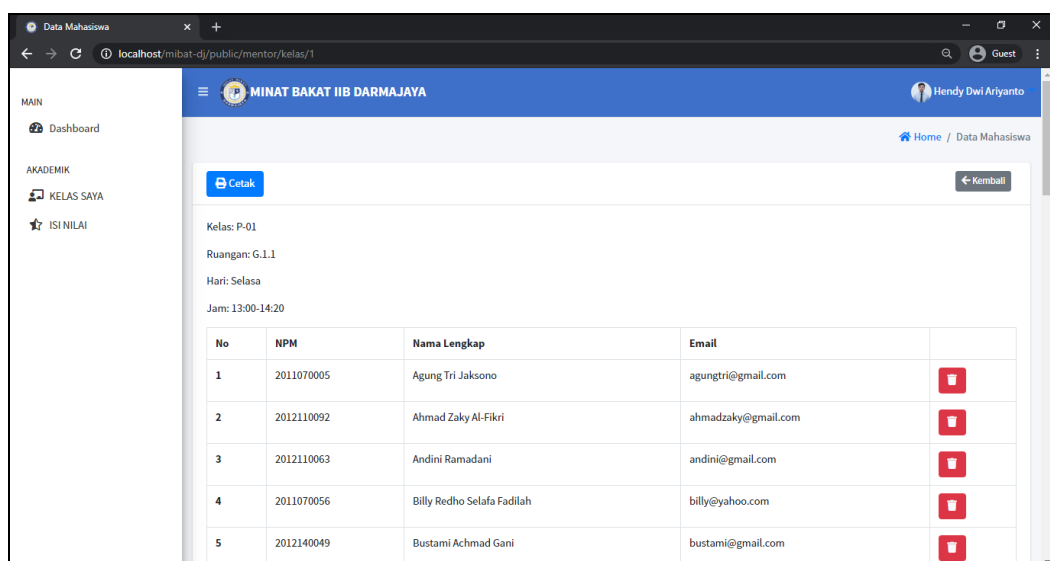 Data Mahasiswa
localhost/mibat-dj/public/mentor/kelas/1
Guest
MINAT BAKAT IIB DARMAJAYA
Hendy Dwi Ariyanto
MAIN
Dashboard
AKADEMIK
KELAS SAYA
ISI NILAI
Home / Data Mahasiswa
Cetak
Kembali
Kelas: P-01
Ruangan: G.1.1
Hari: Selasa
Jam: 13:00-14:20
No NPM Nama Lengkap Email
1 2011070005 Agung Tri Jaksono agungtri@gmail.com
2 2012110092 Ahmad Zaky Al-Fikri ahmadzaky@gmail.com
3 2012110063 Andini Ramadani andini@gmail.com
4 2011070056 Billy Redho Selafa Fadilah billy@yahoo.com
5 2012140049 Bustami Achmad Gani bustami@gmail.com